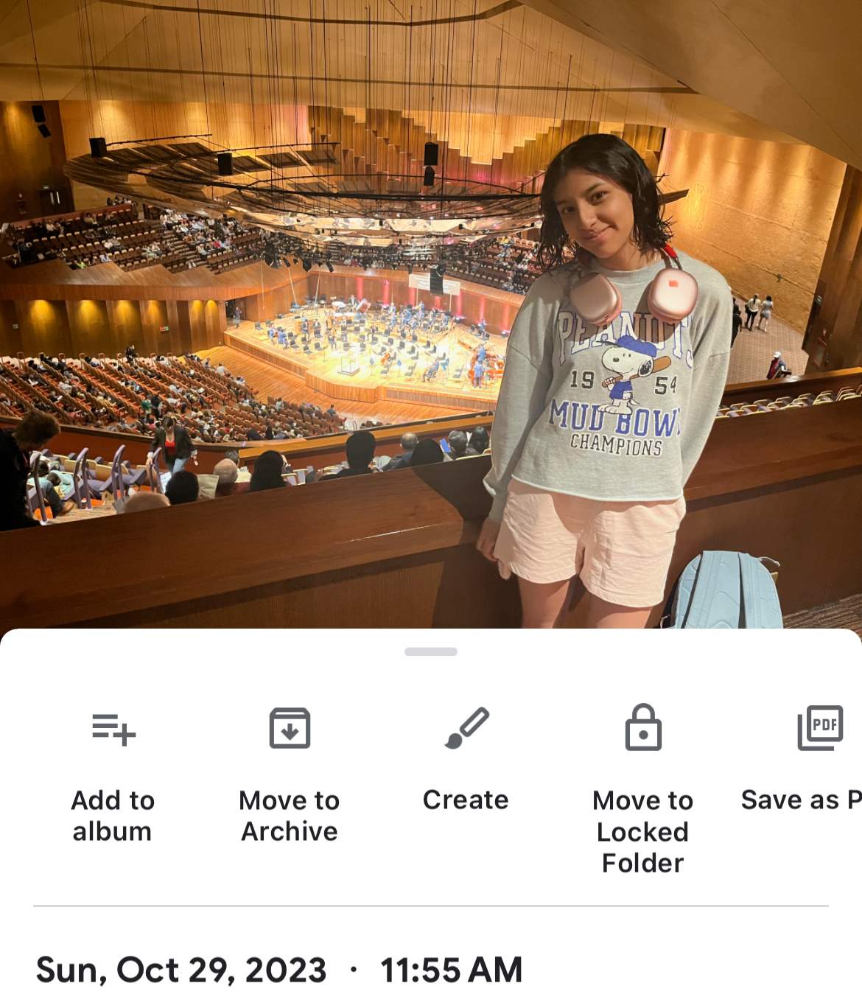 PEANUTS
19 54
MUD BOWL
CHAMPIONS
PDF
Add to
album
Move to
Archive
Create
Move to
Locked
Folder
Save as P
Sun, Oct 29, 2023 · 11:55 AM